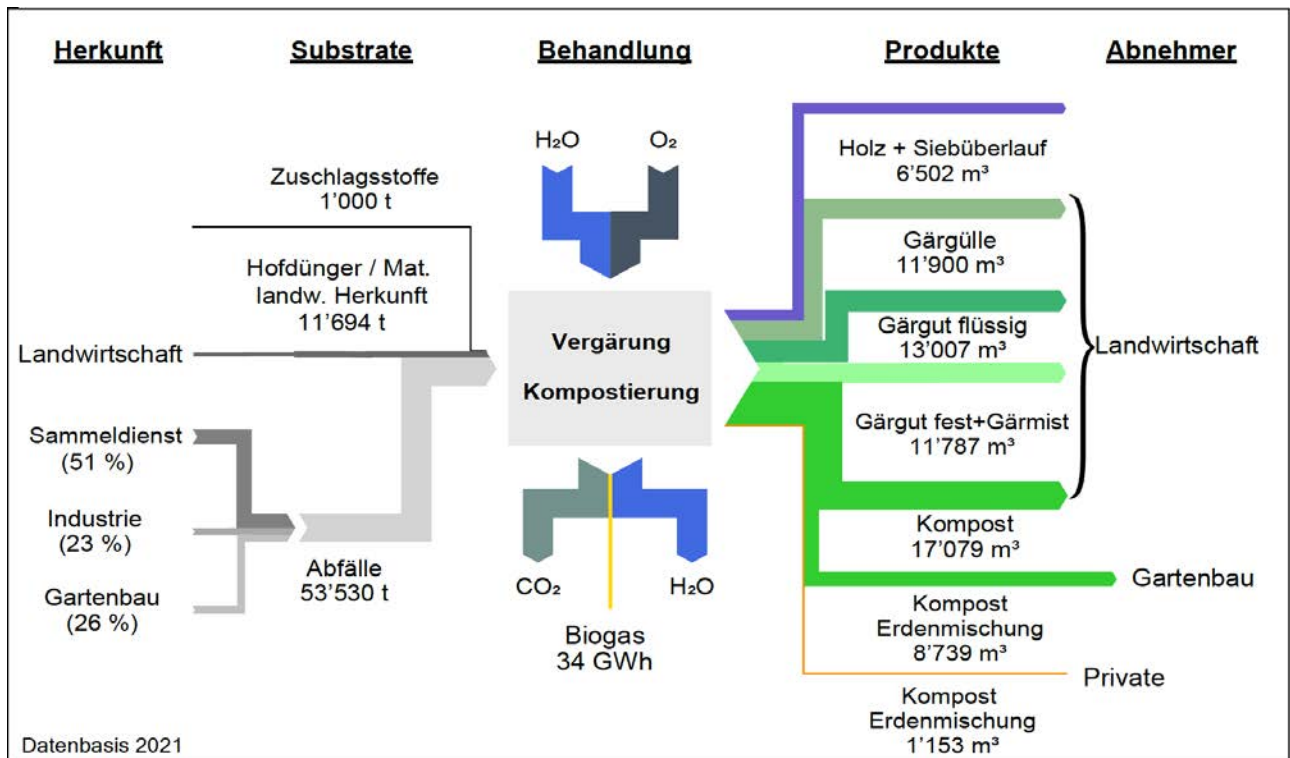 Herkunft
Substrate
Behandlung
Produkte
Abnehmer
Zuschlagsstoffe
1’000 t
Hofdünger / Mat.
landw. Herkunft
11’694 t
Landwirtschaft
Sammeldienst
(51 %)
Industrie
(23 %)
Gartenbau
(26 %)
Abfälle
53’530 t
H₂O
O₂
Vergärung
Kompostierung
CO₂
H₂O
Biogas
34 GWh
Holz + Siebüberlauf
6’502 m³
Gärgülle
11’900 m³
Gärgut flüssig
13’007 m³
Gärgut fest+Gärmist
11’787 m³
Kompost
17’079 m³
Kompost
Erdenmischung
8’739 m³
Kompost
Erdenmischung
1’153 m³
Landwirtschaft
Gartenbau
Private
Datenbasis 2021